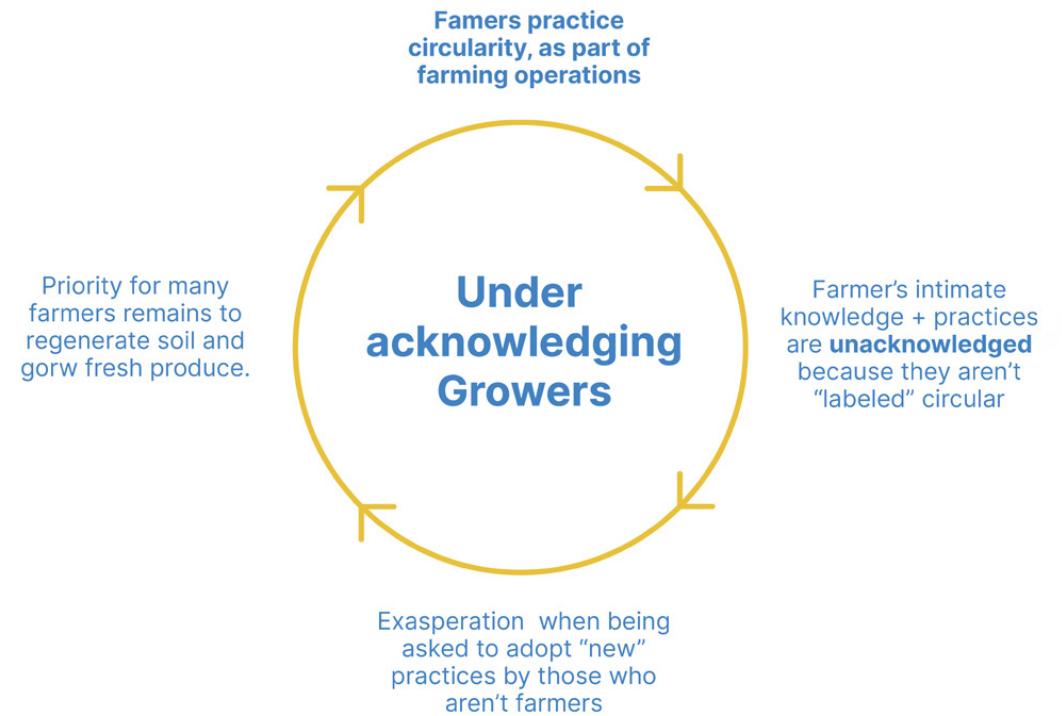 Famers practice
circularity, as part of
farming operations
Under
acknowledging
Growers
Farmer’s intimate
knowledge + practices
are unacknowledged
because they aren’t
“labeled” circular
Exasperation when being
asked to adopt “new”
practices by those who
aren’t farmers
Priority for many
farmers remains to
regenerate soil and
gorw fresh produce.